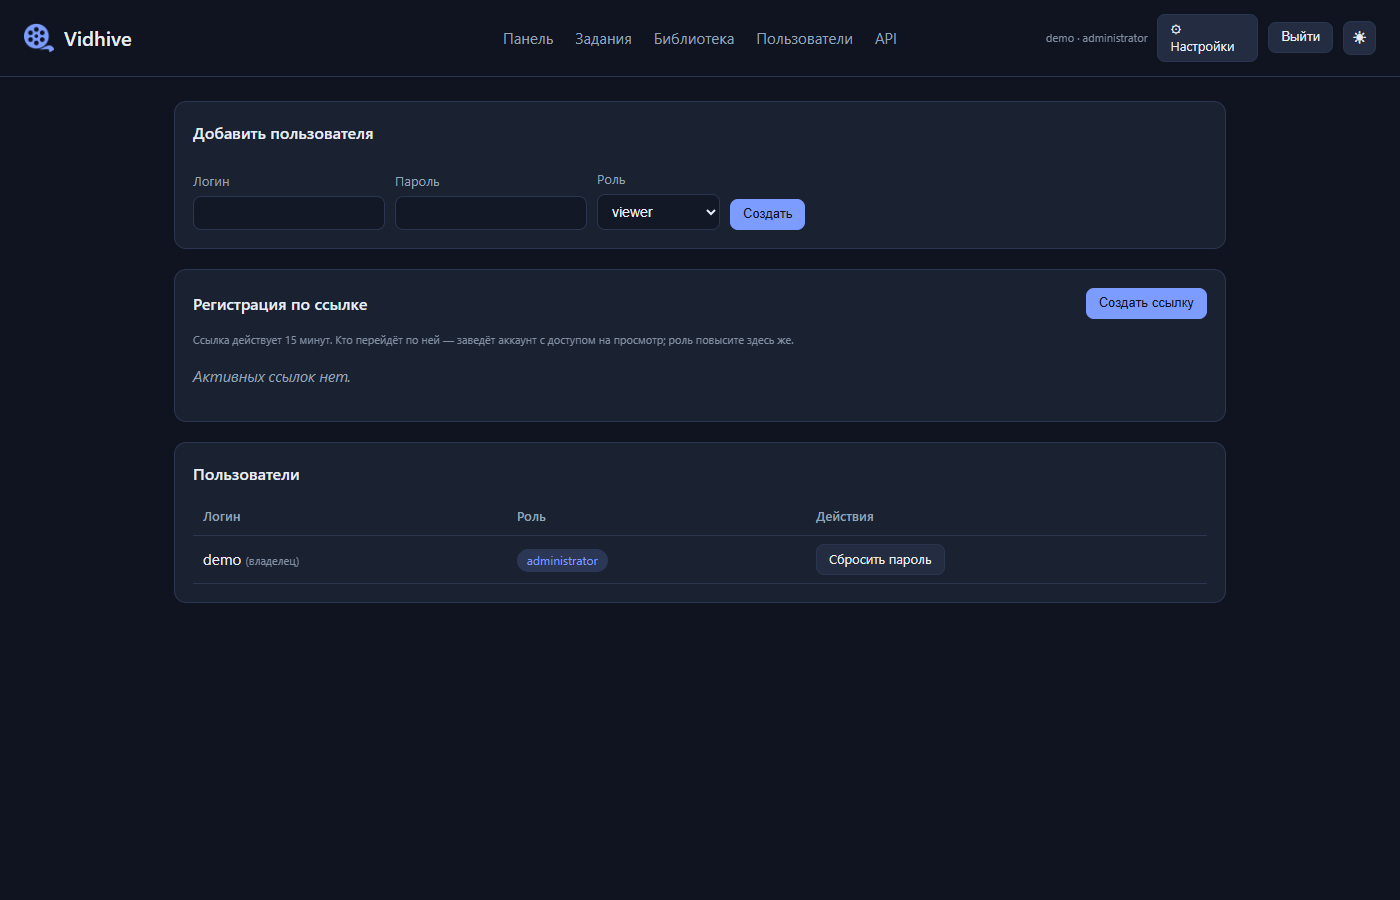 Vidhive
Панель Задания Библиотека Пользователи API
demo · administrator
⚙
Настройки
Выйти
Добавить пользователя
Логин Пароль Роль
viewer
Создать
Регистрация по ссылке
Создать ссылку
Ссылка действует 15 минут. Кто перейдёт по ней — заведёт аккаунт с доступом на просмотр; роль повысите здесь же.
Активных ссылок нет.
Пользователи
Логин Роль Действия
demo (владелец) administrator Сбросить пароль